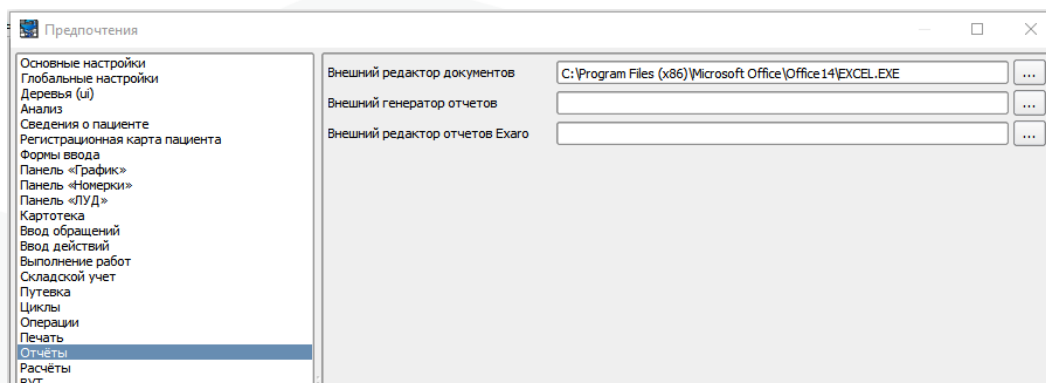 Предпочтения
Основные настройки
Глобальные настройки
Деревья (ui)
Анализ
Сведения о пациенте
Регистрационная карта пациента
Формы ввода
Панель «График»
Панель «Номерки»
Панель «ЛУД»
Картотека
Ввод обращений
Ввод действий
Выполнение работ
Складской учет
Путевка
Циклы
Операции
Печать
Отчёты
Расчёты
ВУТ
Внешний редактор документов C:\Program Files (x86)\Microsoft Office\Office14\EXCEL.EXE ...
Внешний генератор отчетов ...
Внешний редактор отчетов Exaro ...